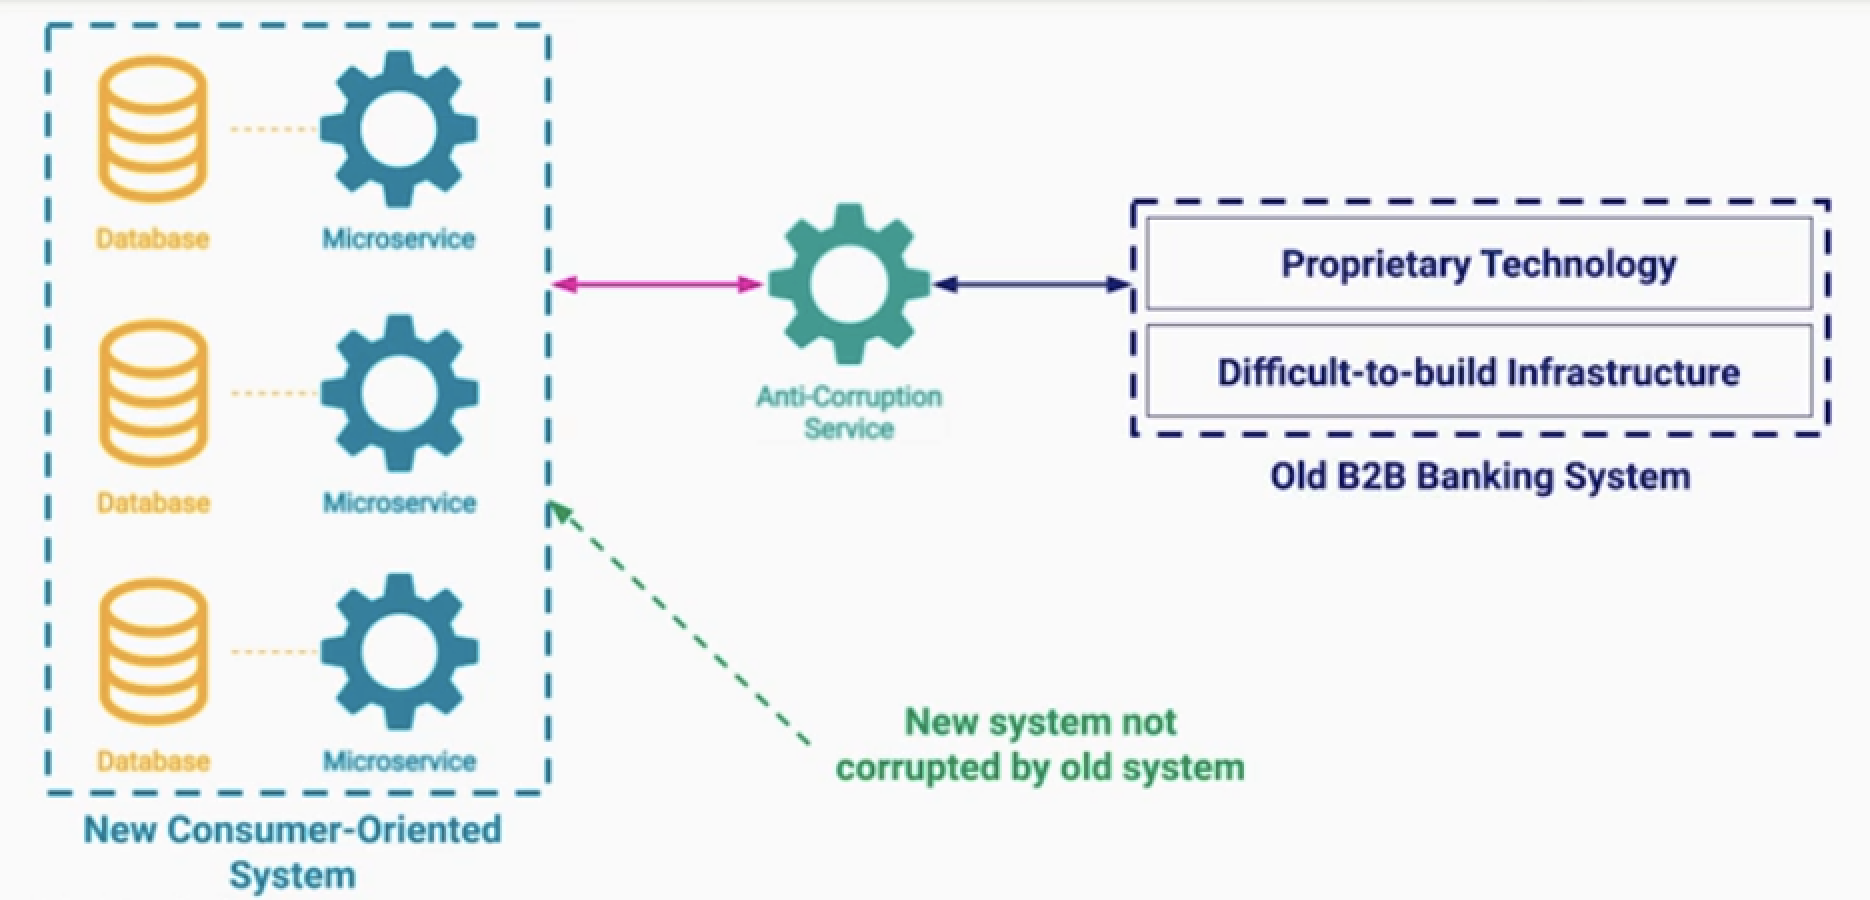 Database
Microservice
Database
Microservice
Database
Microservice
New Consumer-Oriented
System
Anti-Corruption
Service
Proprietary Technology
Difficult-to-build Infrastructure
Old B2B Banking System
New system not
corrupted by old system